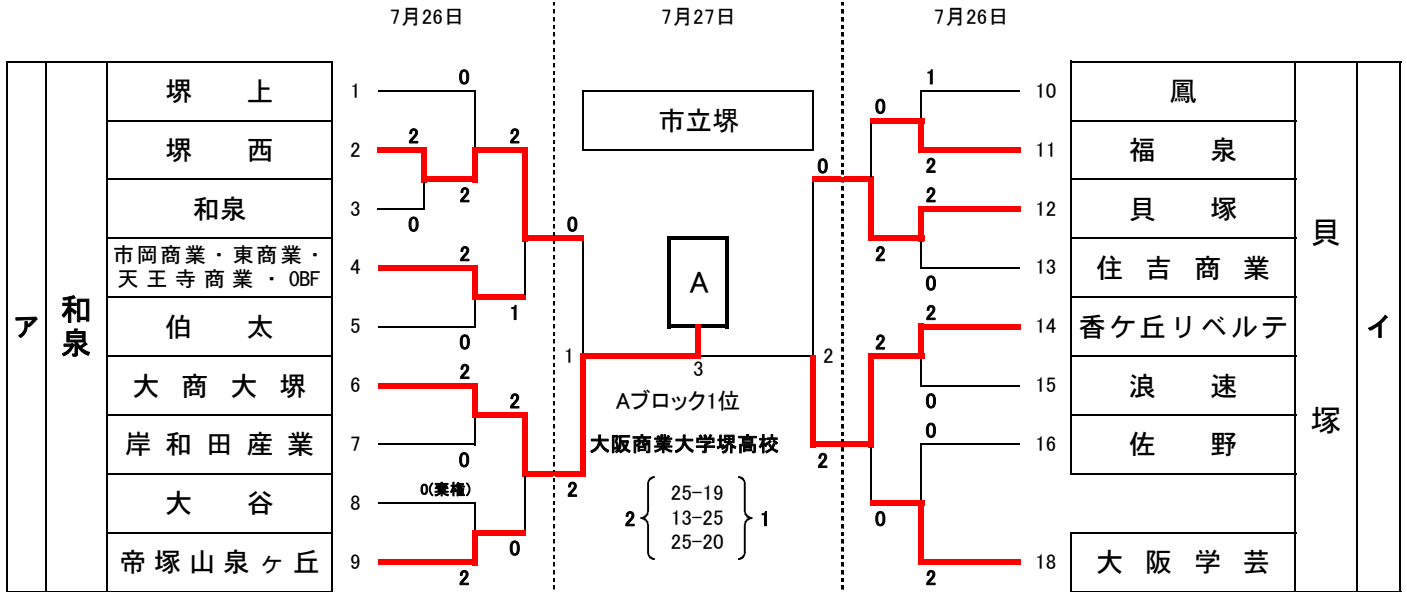 7月26日
7月27日
7月26日
ア
和泉
堺 上
堺 西
和泉
市岡商業・東商業・
天王寺商業・OBF
伯 太
大商大堺
岸和田産業
大 谷
帝塚山泉ヶ丘
1
2
3
4
5
6
7
8
9
0
2
0
2
2
2
0
1
2
0
2
0(棄権)
2
0
0
2
1
市立堺
A
3
Aブロック1位
大阪商業大学堺高校
2
25-19
13-25
25-20
1
2
0
2
1
0
2
2
2
0
2
2
0
0
0
2
10
11
12
13
14
15
16
18
鳳
福 泉
貝 塚
住吉商業
香ケ丘リベルテ
浪 速
佐 野
大阪学芸
貝塚
イ